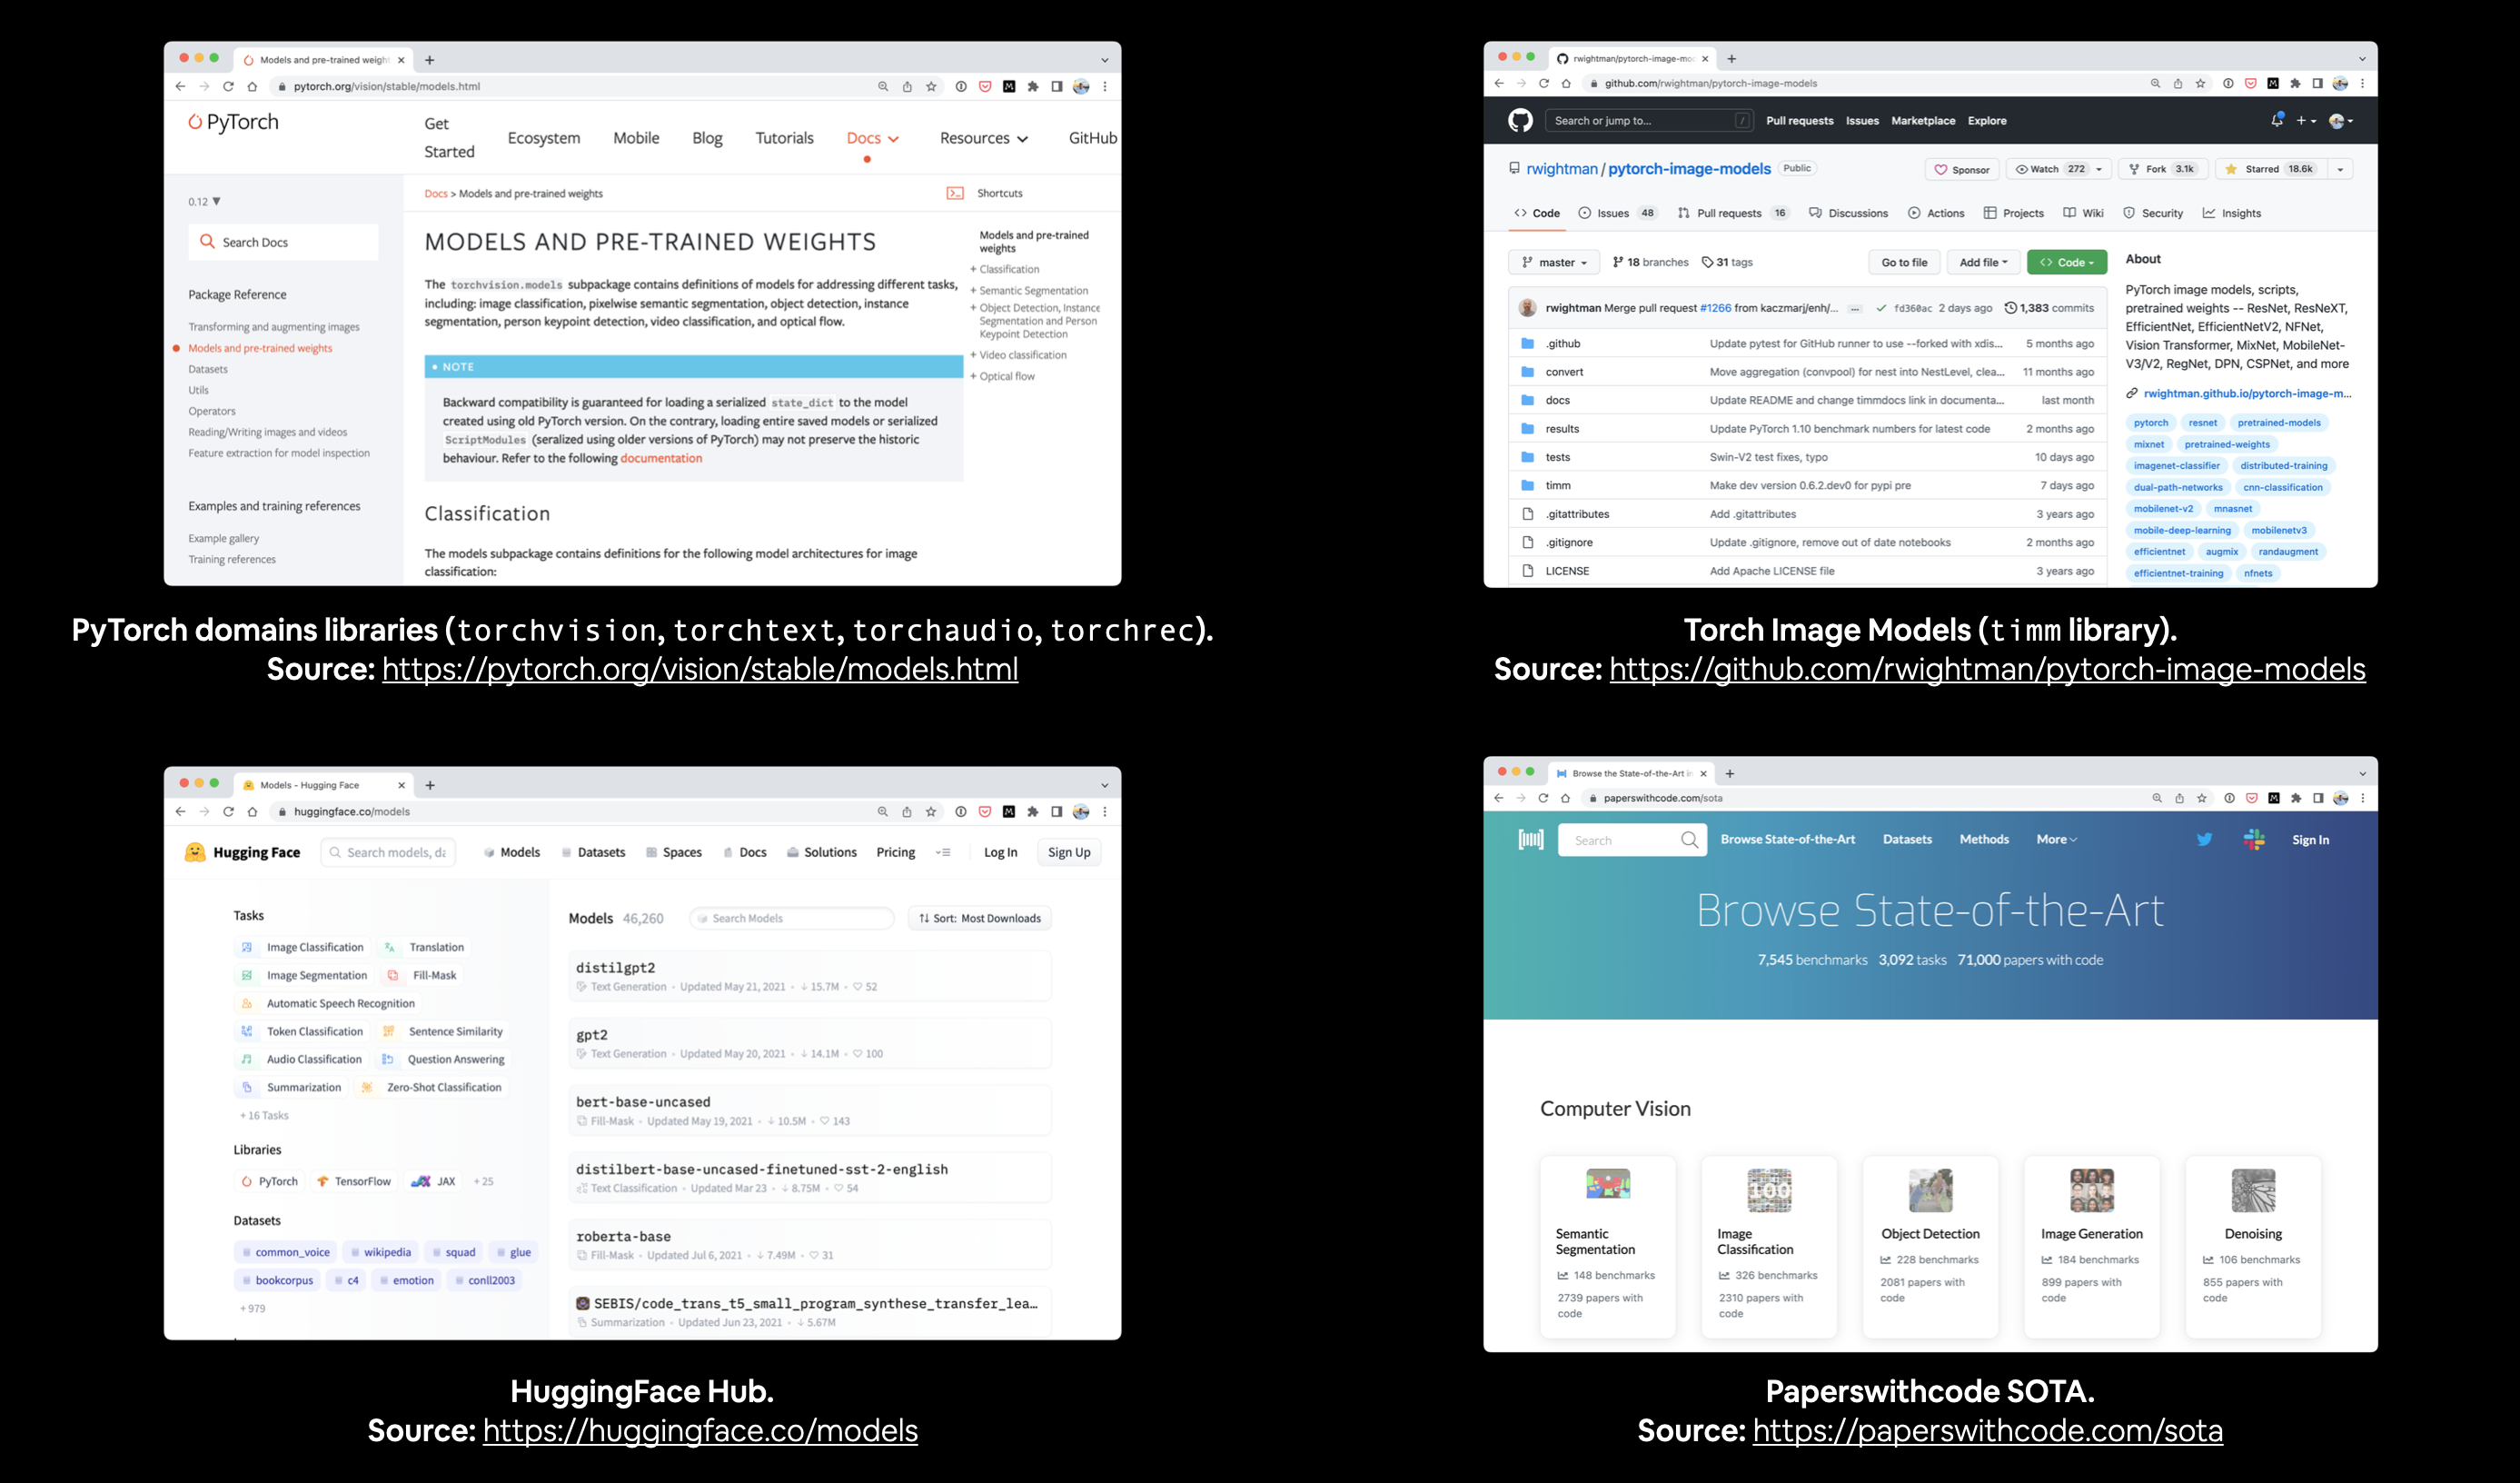 Models and pre-trained weight
pytorch.org/vision/stable/models.html
PyTorch
Get Started
Ecosystem
Mobile
Blog
Tutorials
Docs
Resources
GitHub
0.12 ▼
Search Docs
Package Reference
Transforming and augmenting images
Models and pre-trained weights
Datasets
Utils
Operators
Reading/Writing images and videos
Feature extraction for model inspection
Examples and training references
Example gallery
Training references
Docs > Models and pre-trained weights
Shortcuts
MODELS AND PRE-TRAINED WEIGHTS
The torchvision.models subpackage contains definitions of models for addressing different tasks,
including: image classification, pixelwise semantic segmentation, object detection, instance
segmentation, person keypoint detection, video classification, and optical flow.
NOTE
Backward compatibility is guaranteed for loading a serialized state_dict to the model
created using old PyTorch version. On the contrary, loading entire saved models or serialized
ScriptModules (seralized using older versions of PyTorch) may not preserve the historic
behaviour. Refer to the following documentation
Classification
The models subpackage contains definitions for the following model architectures for image
classification:
Models and pre-trained
weights
+ Classification
+ Semantic Segmentation
+ Object Detection, Instance
Segmentation and Person
Keypoint Detection
+ Video classification
+ Optical flow
PyTorch domains libraries (torchvision, torchtext, torchaudio, torchrec).
Source: https://pytorch.org/vision/stable/models.html
rwightman/pytorch-image-mod
github.com/rwightman/pytorch-image-models
Search or jump to... /
Pull requests Issues Marketplace Explore
rwightman / pytorch-image-models Public
Sponsor
Watch 272
Fork 3.1k
Starred 18.6k
Code
Issues 48
Pull requests 16
Discussions
Actions
Projects
Wiki
Security
Insights
master
18 branches
31 tags
Go to file
Add file
Code
rwightman Merge pull request #1266 from kaczmarj/enh/... ... fd360ac 2 days ago 1,383 commits
.github Update pytest for GitHub runner to use --forked with xdis... 5 months ago
convert Move aggregation (convpool) for nest into NestLevel, clea... 11 months ago
docs Update README and change timmdocs link in documenta... last month
results Update PyTorch 1.10 benchmark numbers for latest code 2 months ago
tests Swin-V2 test fixes, typo 10 days ago
timm Make dev version 0.6.2.dev0 for pypi pre 7 days ago
.gitattributes Add .gitattributes 3 years ago
.gitignore Update .gitignore, remove out of date notebooks 2 months ago
LICENSE Add Apache LICENSE file 3 years ago
About
PyTorch image models, scripts,
pretrained weights -- ResNet, ResNeXT,
EfficientNet, EfficientNetV2, NFNet,
Vision Transformer, MixNet, MobileNet-
V3/V2, RegNet, DPN, CSPNet, and more
rwightman.github.io/pytorch-image-m...
pytorch resnet pretrained-models
mixnet pretrained-weights
imagenet-classifier distributed-training
dual-path-networks cnn-classification
mobilenet-v2 mnasnet
mobile-deep-learning mobilenetv3
efficientnet augmix randaugment
efficientnet-training nfnets
Torch Image Models (timm library).
Source: https://github.com/rwightman/pytorch-image-models
Models - Hugging Face
huggingface.co/models
Hugging Face
Search models, da
Models
Datasets
Spaces
Docs
Solutions
Pricing
Log In
Sign Up
Tasks
Image Classification Translation
Image Segmentation Fill-Mask
Automatic Speech Recognition
Token Classification Sentence Similarity
Audio Classification Question Answering
Summarization Zero-Shot Classification
+ 16 Tasks
Libraries
PyTorch TensorFlow JAX + 25
Datasets
common_voice wikipedia squad glue
bookcorpus c4 emotion conll2003
+ 979
Models 46,260
Search Models
Sort: Most Downloads
distilgpt2
Text Generation • Updated May 21, 2021 • ↓ 15.7M • ♡ 52
gpt2
Text Generation • Updated May 20, 2021 • ↓ 14.1M • ♡ 100
bert-base-uncased
Fill-Mask • Updated May 19, 2021 • ↓ 10.5M • ♡ 143
distilbert-base-uncased-finetuned-sst-2-english
Text Classification • Updated Mar 23 • ↓ 8.75M • ♡ 54
roberta-base
Fill-Mask • Updated Jul 6, 2021 • ↓ 7.49M • ♡ 31
SEBIS/code_trans_t5_small_program_synthese_transfer_lea...
Summarization • Updated Jun 23, 2021 • ↓ 5.67M
HuggingFace Hub.
Source: https://huggingface.co/models
Browse the State-of-the-Art in
paperswithcode.com/sota
Search
Browse State-of-the-Art
Datasets
Methods
More
Sign In
Browse State-of-the-Art
7,545 benchmarks 3,092 tasks 71,000 papers with code
Computer Vision
Semantic
Segmentation
148 benchmarks
2739 papers with
code
100
Image
Classification
326 benchmarks
2310 papers with
code
Object Detection
228 benchmarks
2081 papers with
code
Image Generation
184 benchmarks
899 papers with
code
Denoising
106 benchmarks
855 papers with
code
Paperswithcode SOTA.
Source: https://paperswithcode.com/sota